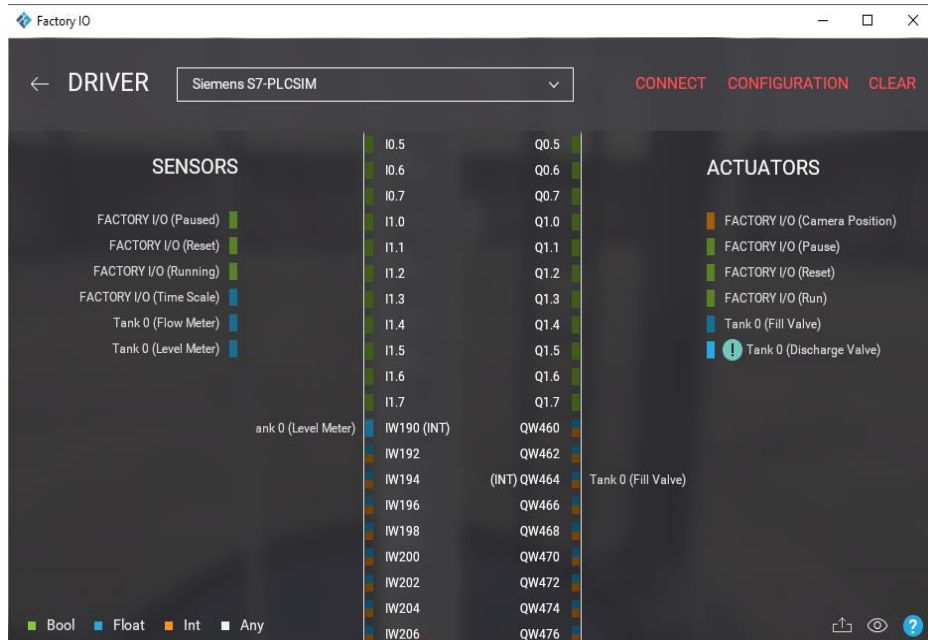 Factory IO
DRIVER
Siemens S7-PLCSIM
CONNECT CONFIGURATION CLEAR
SENSORS
FACTORY I/O (Paused)
FACTORY I/O (Reset)
FACTORY I/O (Running)
FACTORY I/O (Time Scale)
Tank 0 (Flow Meter)
Tank 0 (Level Meter)
I0.5 Q0.5
I0.6 Q0.6
I0.7 Q0.7
I1.0 Q1.0
I1.1 Q1.1
I1.2 Q1.2
I1.3 Q1.3
I1.4 Q1.4
I1.5 Q1.5
I1.6 Q1.6
I1.7 Q1.7
ank 0 (Level Meter) IW190 (INT) QW460
IW192 QW462
IW194 (INT) QW464 Tank 0 (Fill Valve)
IW196 QW466
IW198 QW468
IW200 QW470
IW202 QW472
IW204 QW474
IW206 QW476
ACTUATORS
FACTORY I/O (Camera Position)
FACTORY I/O (Pause)
FACTORY I/O (Reset)
FACTORY I/O (Run)
Tank 0 (Fill Valve)
! Tank 0 (Discharge Valve)
Bool Float Int Any
?